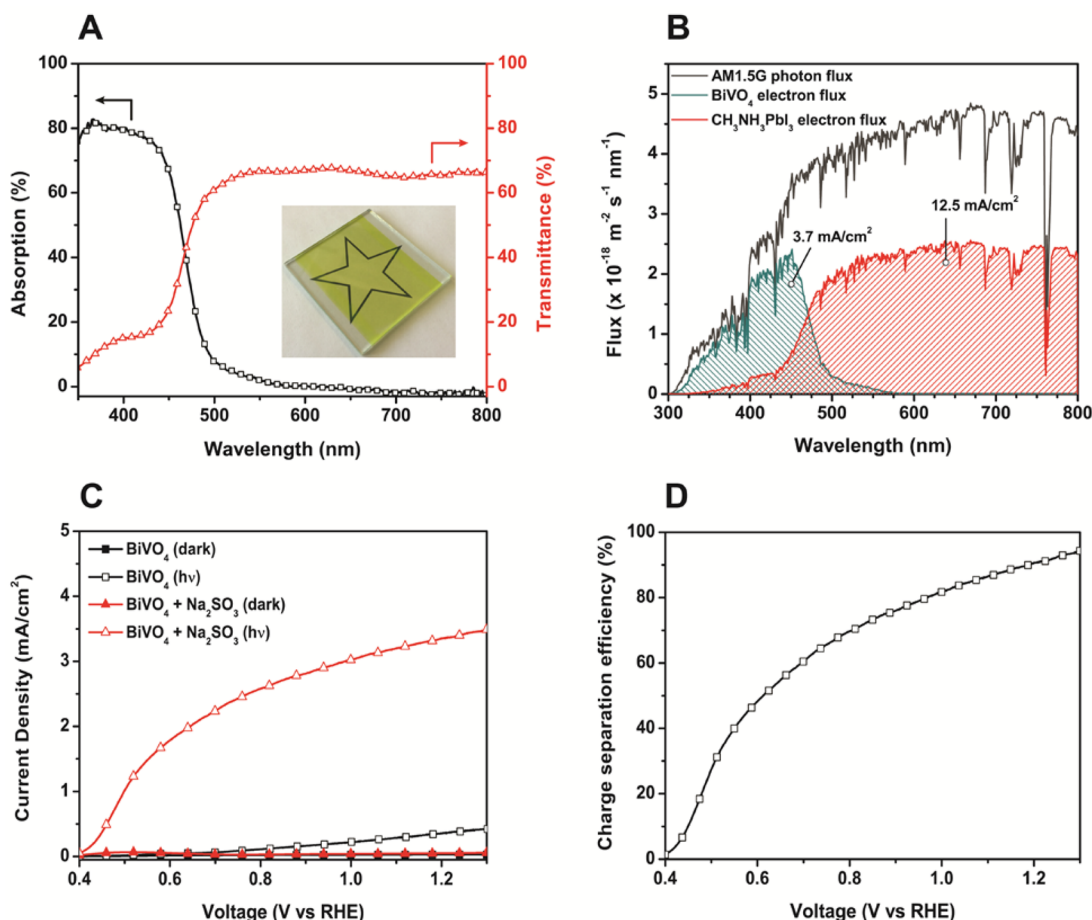 A
100
80
60
40
20
0
Absorption (%)
100
80
60
40
20
0
Transmittance (%)
400
500
600
700
800
Wavelength (nm)
B
AM1.5G photon flux
BiVO₄ electron flux
CH₃NH₃PbI₃ electron flux
12.5 mA/cm²
3.7 mA/cm²
5
4
3
2
1
0
Flux (x 10⁻¹⁸ m⁻² s⁻¹ nm⁻¹)
300
400
500
600
700
800
Wavelength (nm)
C
BiVO₄ (dark)
BiVO₄ (hν)
BiVO₄ + Na₂SO₃ (dark)
BiVO₄ + Na₂SO₃ (hν)
5
4
3
2
1
0
Current Density (mA/cm²)
0.4
0.6
0.8
1.0
1.2
Voltage (V vs RHE)
D
100
80
60
40
20
0
Charge separation efficiency (%)
0.4
0.6
0.8
1.0
1.2
Voltage (V vs RHE)